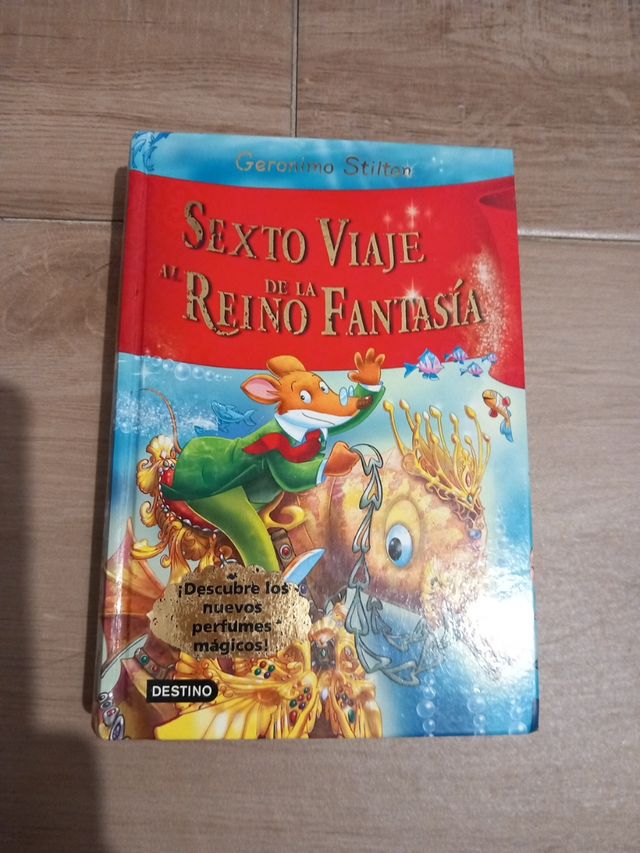 Geronimo Stilton
SEXTO VIAJE
AL REINO DE LA FANTASÍA
¡Descubre los
nuevos
perfumes
mágicos!
DESTINO